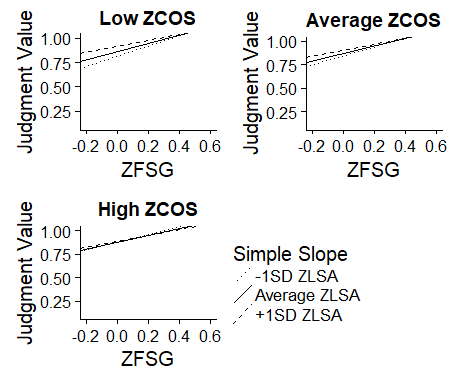 Low ZCOS
Judgment Value
1.00
0.75
0.50
0.25
-0.2 0.0 0.2 0.4 0.6
ZFSG
Average ZCOS
Judgment Value
1.00
0.75
0.50
0.25
-0.2 0.0 0.2 0.4 0.6
ZFSG
High ZCOS
Judgment Value
1.00
0.75
0.50
0.25
-0.2 0.0 0.2 0.4 0.6
ZFSG
Simple Slope
-1SD ZLSA
Average ZLSA
+1SD ZLSA